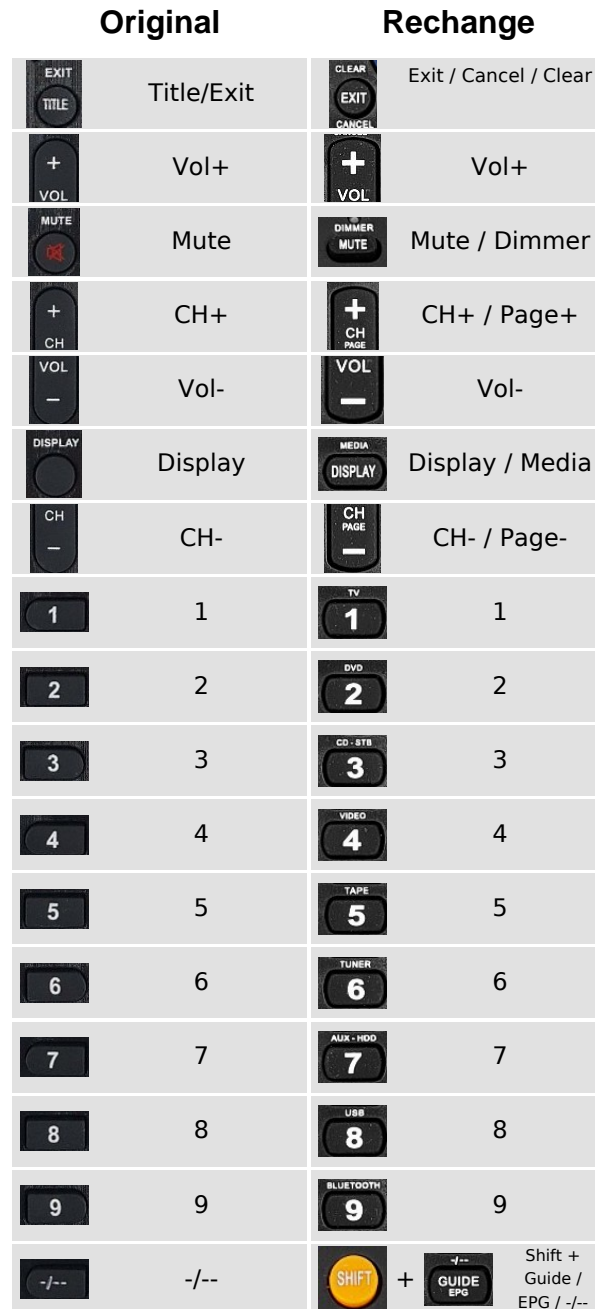 Original Rechange
EXIT
TITLE
Title/Exit
CLEAR
EXIT
CANCEL
Exit / Cancel / Clear
+
VOL
Vol+
+
VOL
Vol+
MUTE
Mute
DIMMER
MUTE
Mute / Dimmer
+
CH
CH+
+
CH
PAGE
CH+ / Page+
VOL
–
Vol-
VOL
–
Vol-
DISPLAY
Display
MEDIA
DISPLAY
Display / Media
CH
–
CH-
CH
PAGE
–
CH- / Page-
1
1
TV
1
1
2
2
DVD
2
2
3
3
CD - STB
3
3
4
4
VIDEO
4
4
5
5
TAPE
5
5
6
6
TUNER
6
6
7
7
AUX - HDD
7
7
8
8
USB
8
8
9
9
BLUETOOTH
9
9
-/--
-/--
SHIFT
+
-/--
GUIDE
EPG
Shift +
Guide /
EPG / -/--